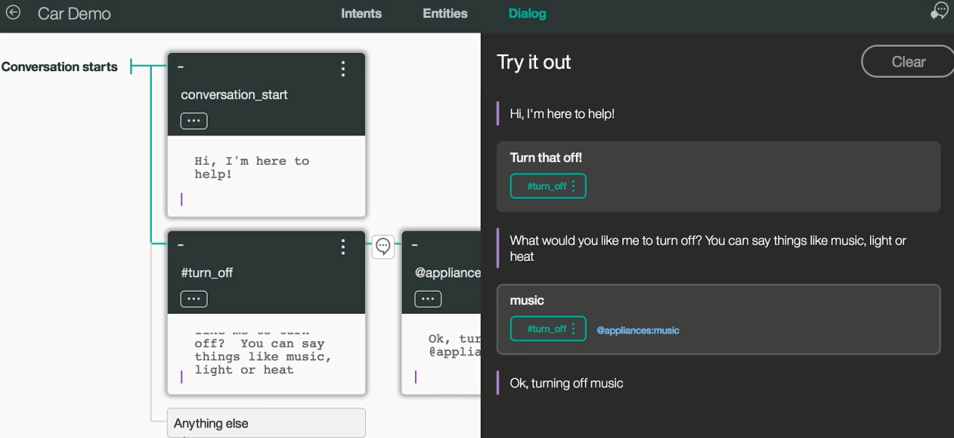 Car Demo
Intents
Entities
Dialog
Conversation starts
conversation_start
Hi, I'm here to
help!
#turn_off
off? You can say
things like music,
light or heat
@appliance
Ok, tur
@applia
Anything else
Try it out
Clear
Hi, I'm here to help!
Turn that off!
#turn_off
What would you like me to turn off? You can say things like music, light or
heat
music
#turn_off @appliances:music
Ok, turning off music